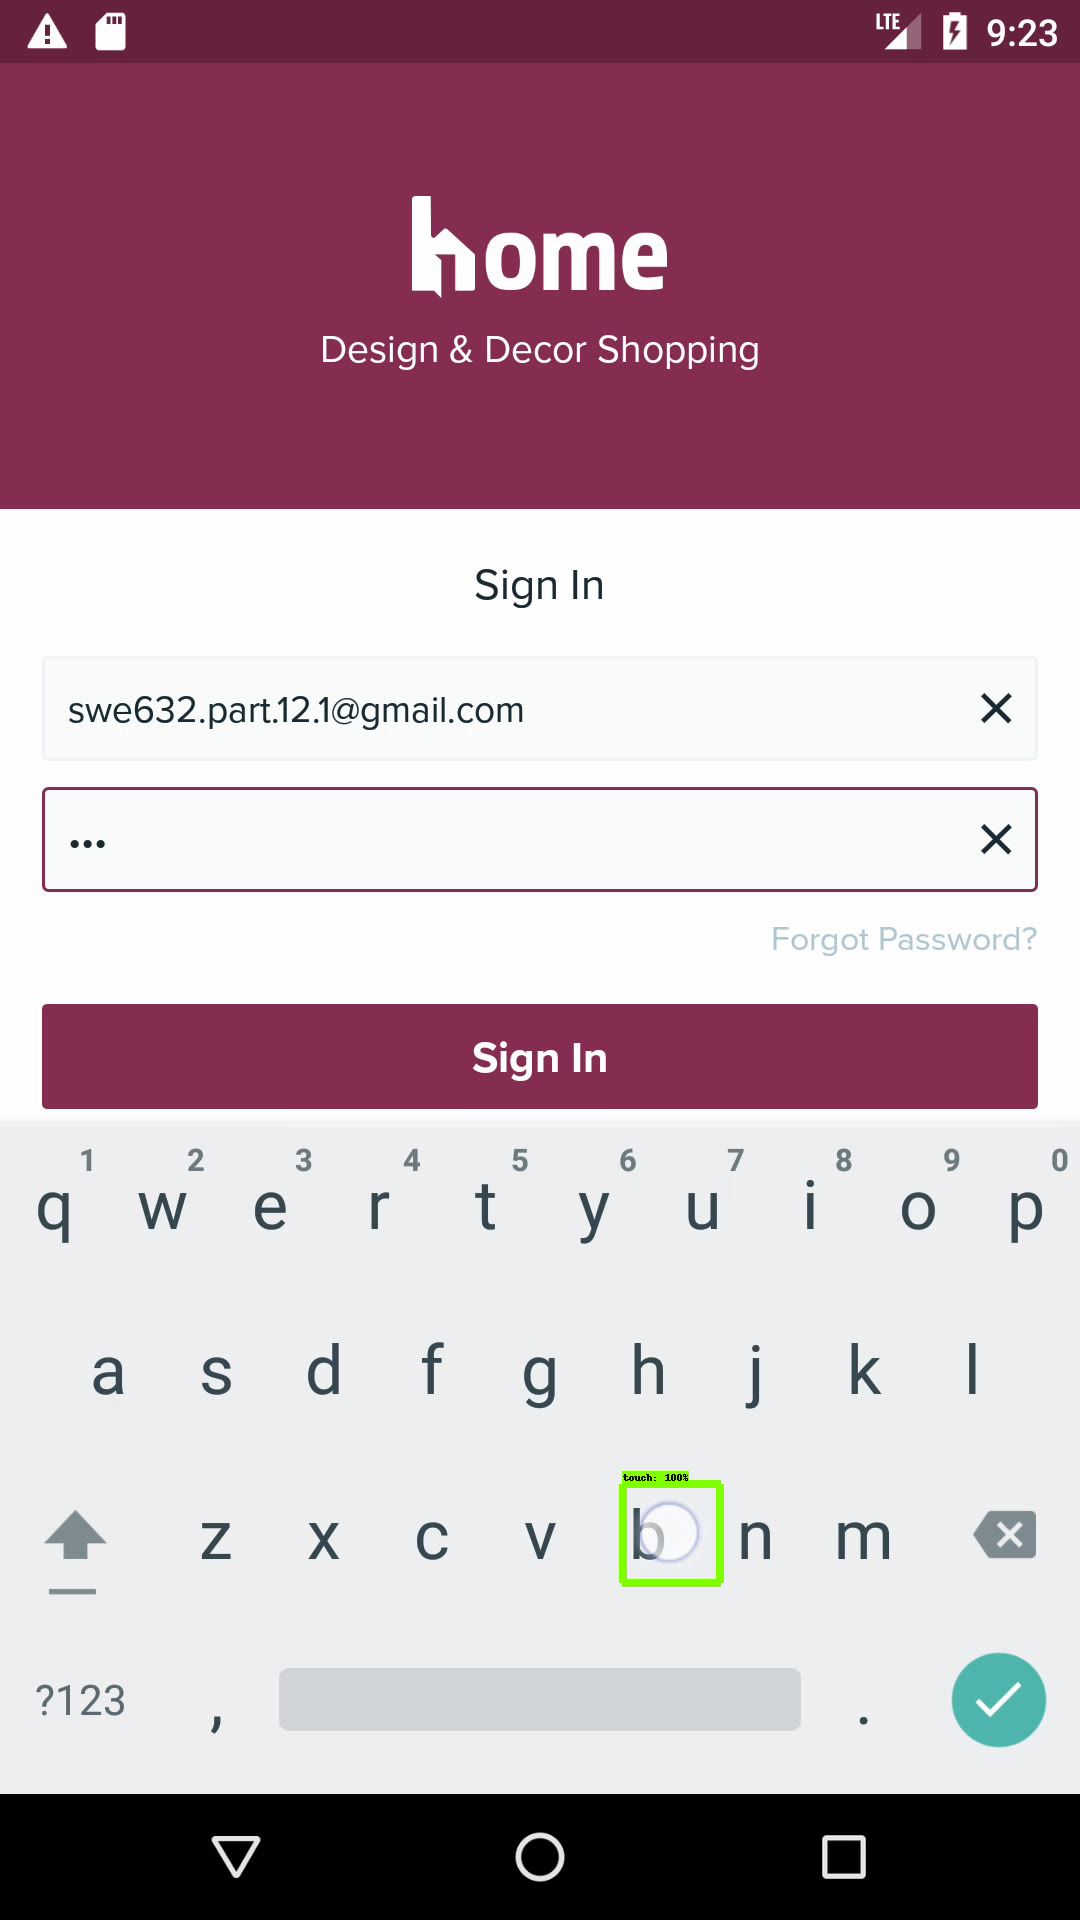 LTE 9:23
home
Design & Decor Shopping
Sign In
swe632.part.12.1@gmail.com
•••
Forgot Password?
Sign In
1 2 3 4 5 6 7 8 9 0
q w e r t y u i o p
a s d f g h j k l
touch: 100%
z x c v b n m
?123 , .